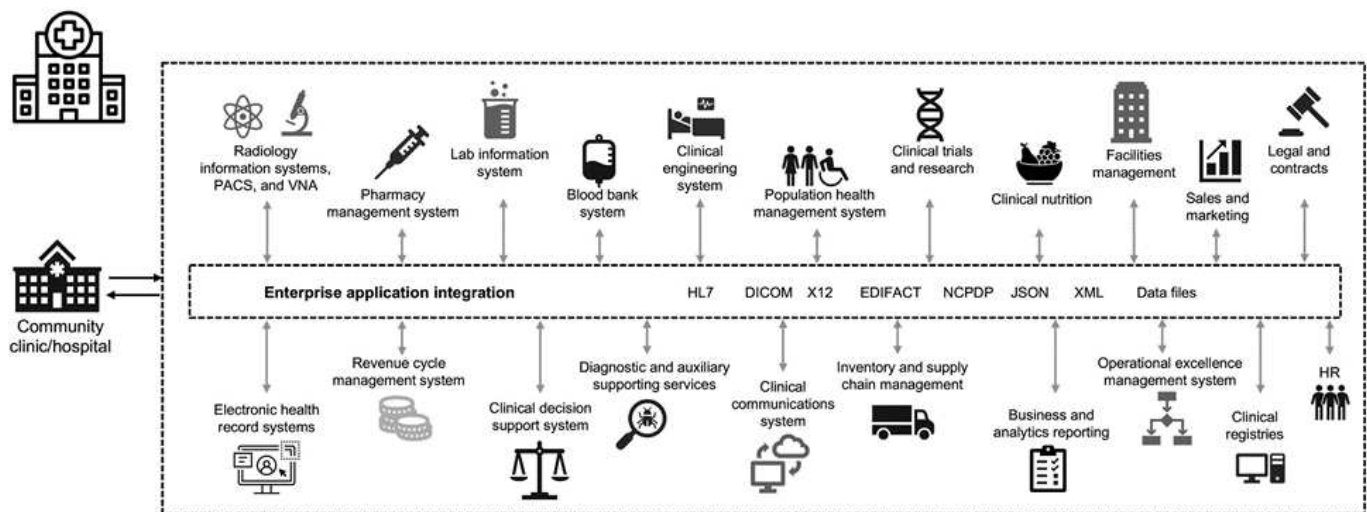 Radiology
information systems,
PACS, and VNA
Pharmacy
management system
Lab information
system
Blood bank
system
Clinical
engineering
system
Population health
management system
Clinical trials
and research
Clinical nutrition
Facilities
management
Sales and
marketing
Legal and
contracts
Community
clinic/hospital
Enterprise application integration HL7 DICOM X12 EDIFACT NCPDP JSON XML Data files
Electronic health
record systems
Revenue cycle
management system
Clinical decision
support system
Diagnostic and auxiliary
supporting services
Clinical
communications
system
Inventory and supply
chain management
Business and
analytics reporting
Operational excellence
management system
Clinical
registries
HR